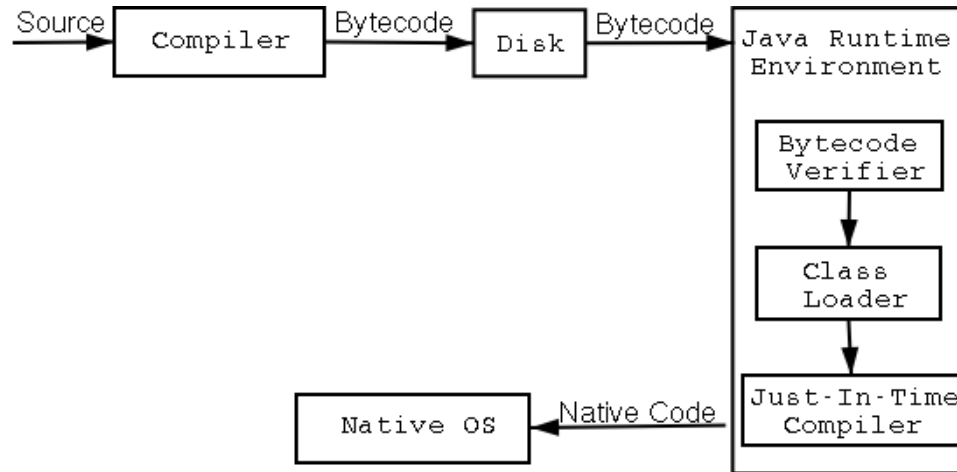 Source
Compiler
Bytecode
Disk
Bytecode
Java Runtime
Environment
Bytecode
Verifier
Class
Loader
Just-In-Time
Compiler
Native Code
Native OS